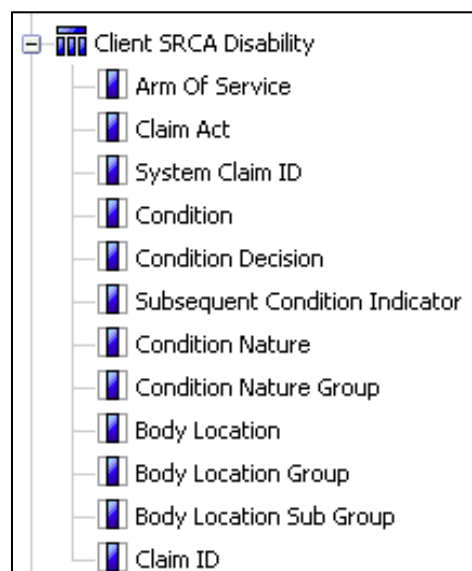 Client SRCA Disability
Arm Of Service
Claim Act
System Claim ID
Condition
Condition Decision
Subsequent Condition Indicator
Condition Nature
Condition Nature Group
Body Location
Body Location Group
Body Location Sub Group
Claim ID